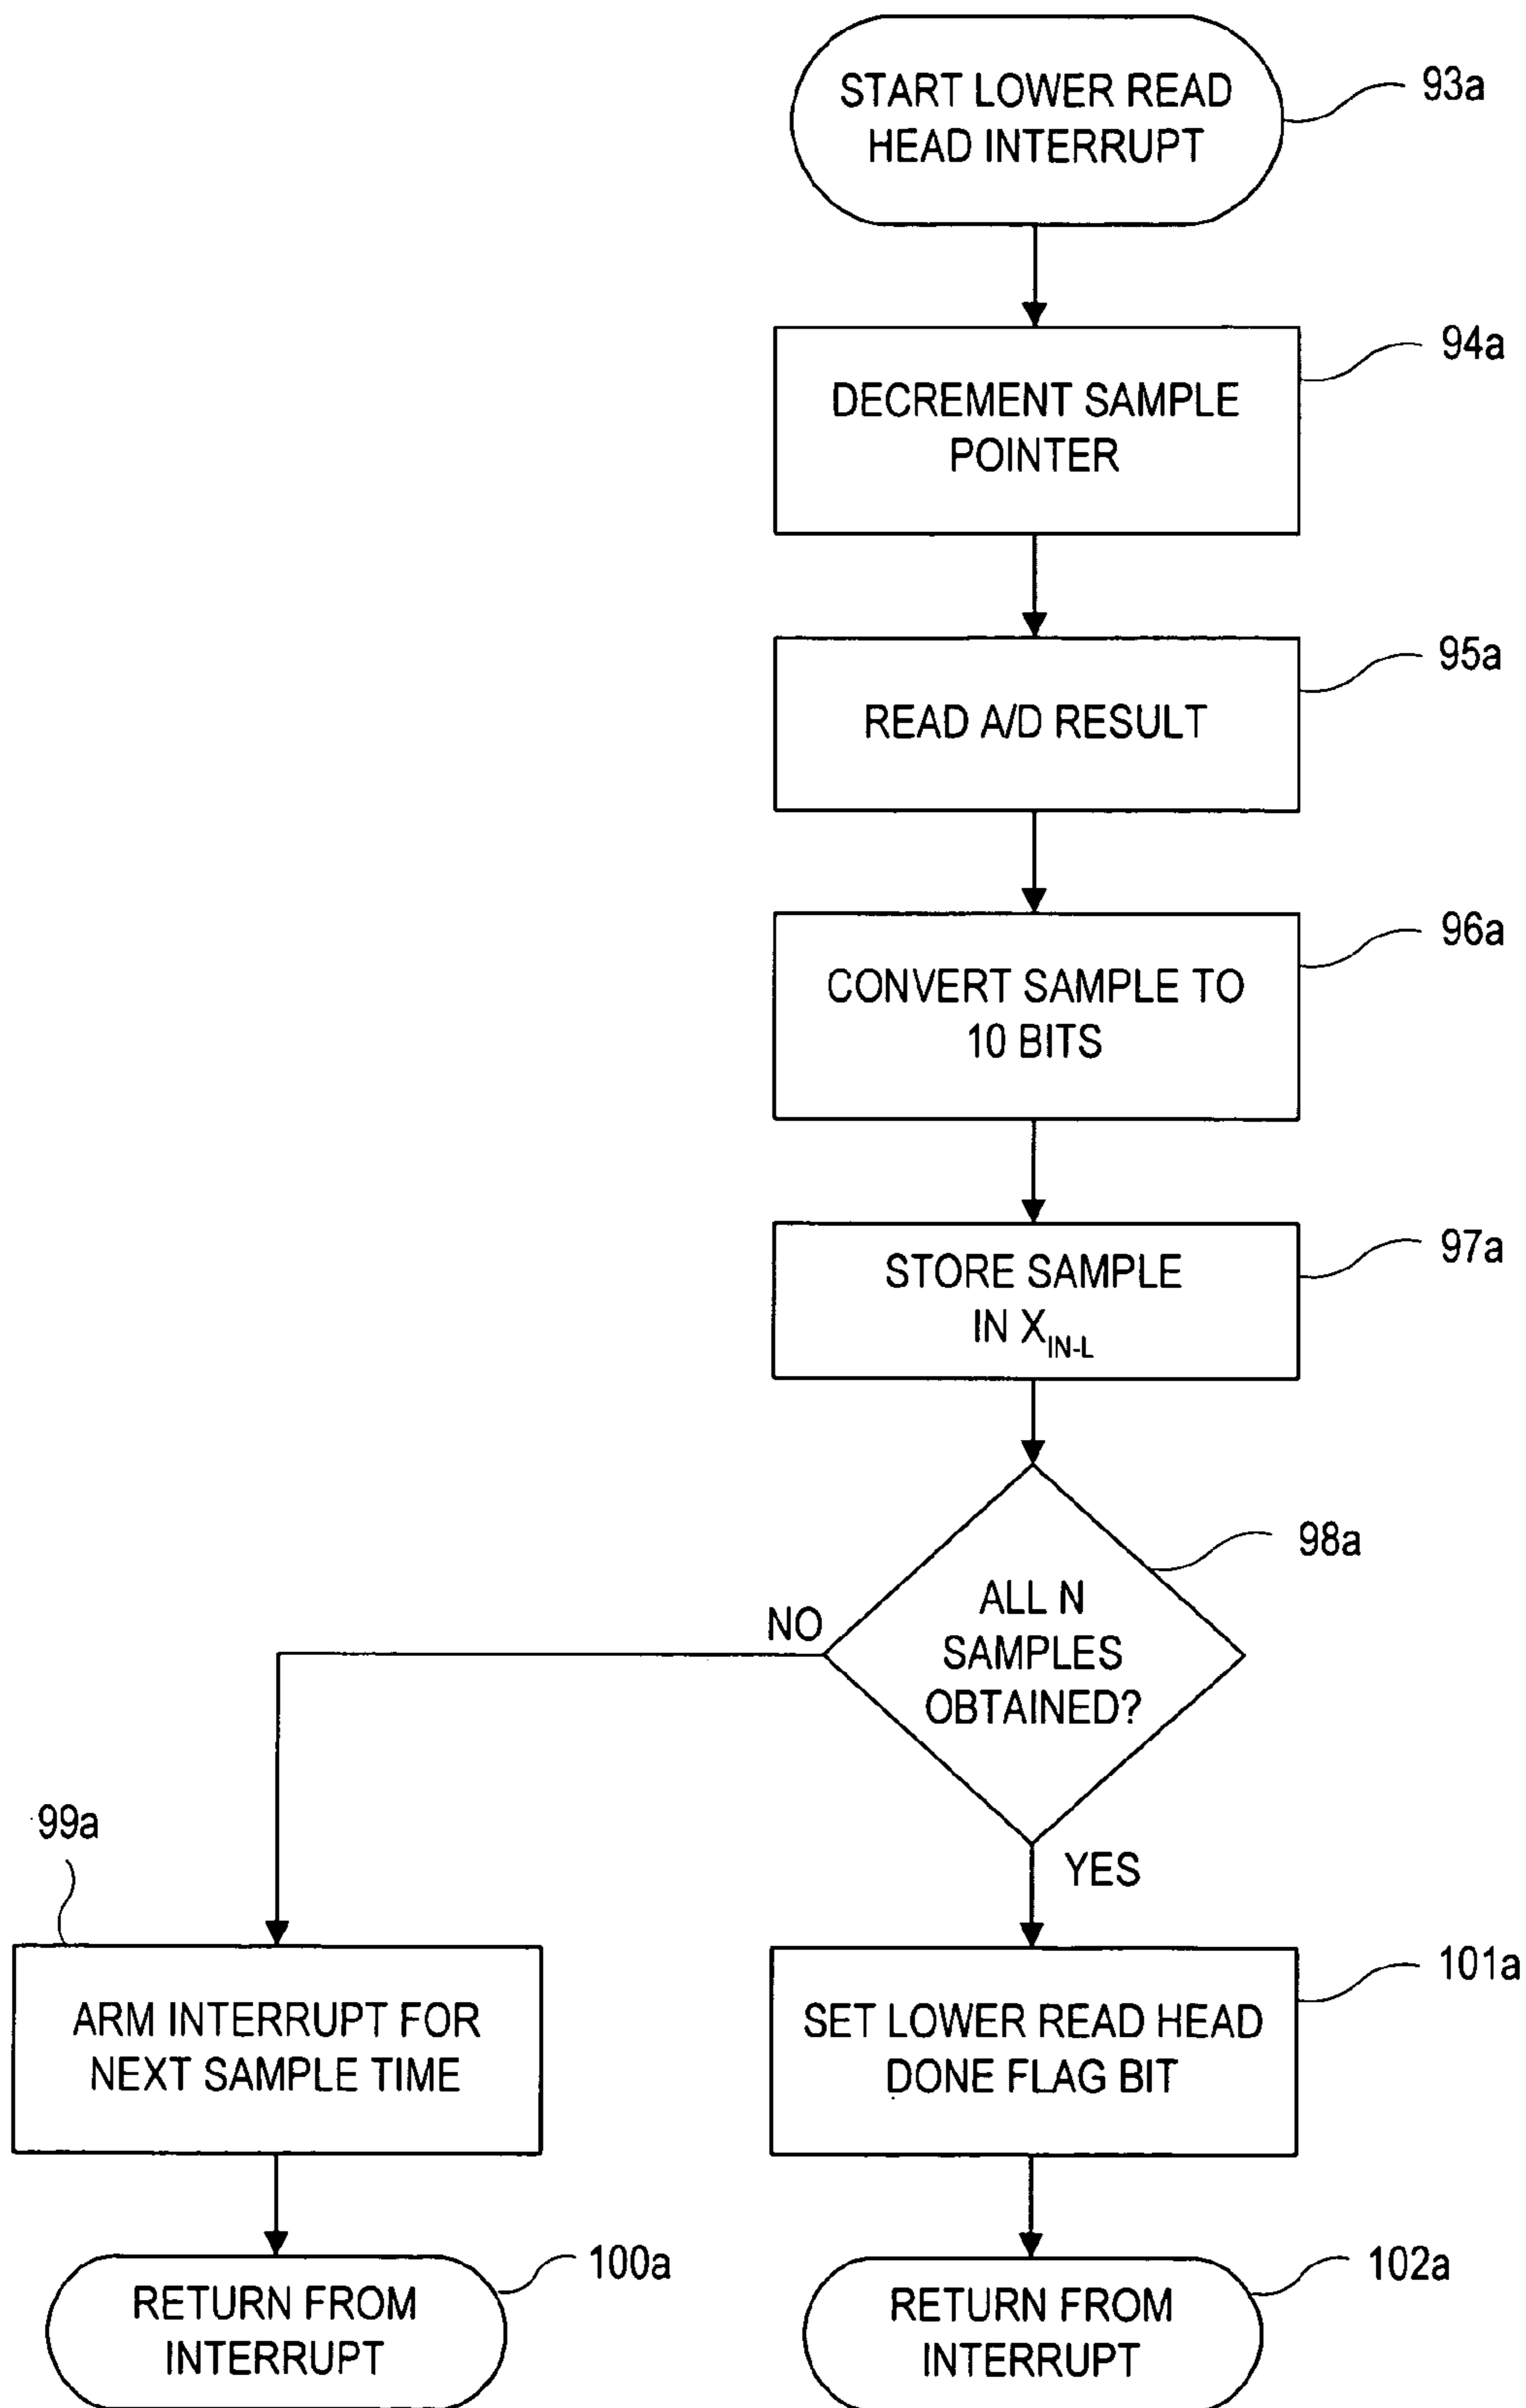 START LOWER READ
HEAD INTERRUPT
93a
DECREMENT SAMPLE
POINTER
94a
READ A/D RESULT
95a
CONVERT SAMPLE TO
10 BITS
96a
STORE SAMPLE
IN X_IN-L
97a
ALL N
SAMPLES
OBTAINED?
98a
NO
YES
99a
ARM INTERRUPT FOR
NEXT SAMPLE TIME
SET LOWER READ HEAD
DONE FLAG BIT
101a
RETURN FROM
INTERRUPT
100a
RETURN FROM
INTERRUPT
102a